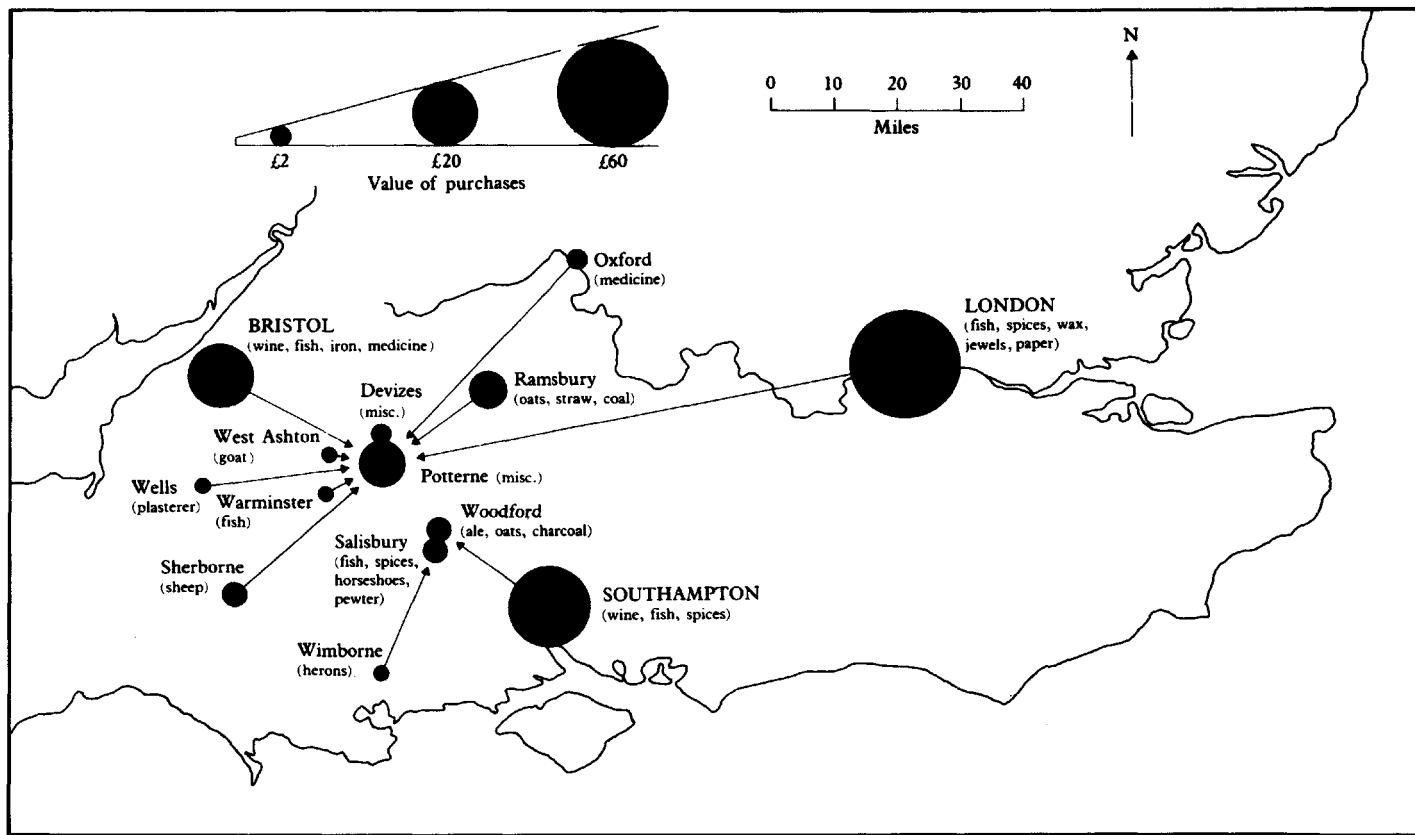 £2
£20
£60
Value of purchases
0 10 20 30 40
Miles
N
Oxford
(medicine)
LONDON
(fish, spices, wax,
jewels, paper)
BRISTOL
(wine, fish, iron, medicine)
Devizes
(misc.)
Ramsbury
(oats, straw, coal)
West Ashton
(goat)
Potterne (misc.)
Wells
(plasterer)
Warminster
(fish)
Woodford
(ale, oats, charcoal)
Salisbury
(fish, spices,
horseshoes,
pewter)
Sherborne
(sheep)
SOUTHAMPTON
(wine, fish, spices)
Wimborne
(herons)